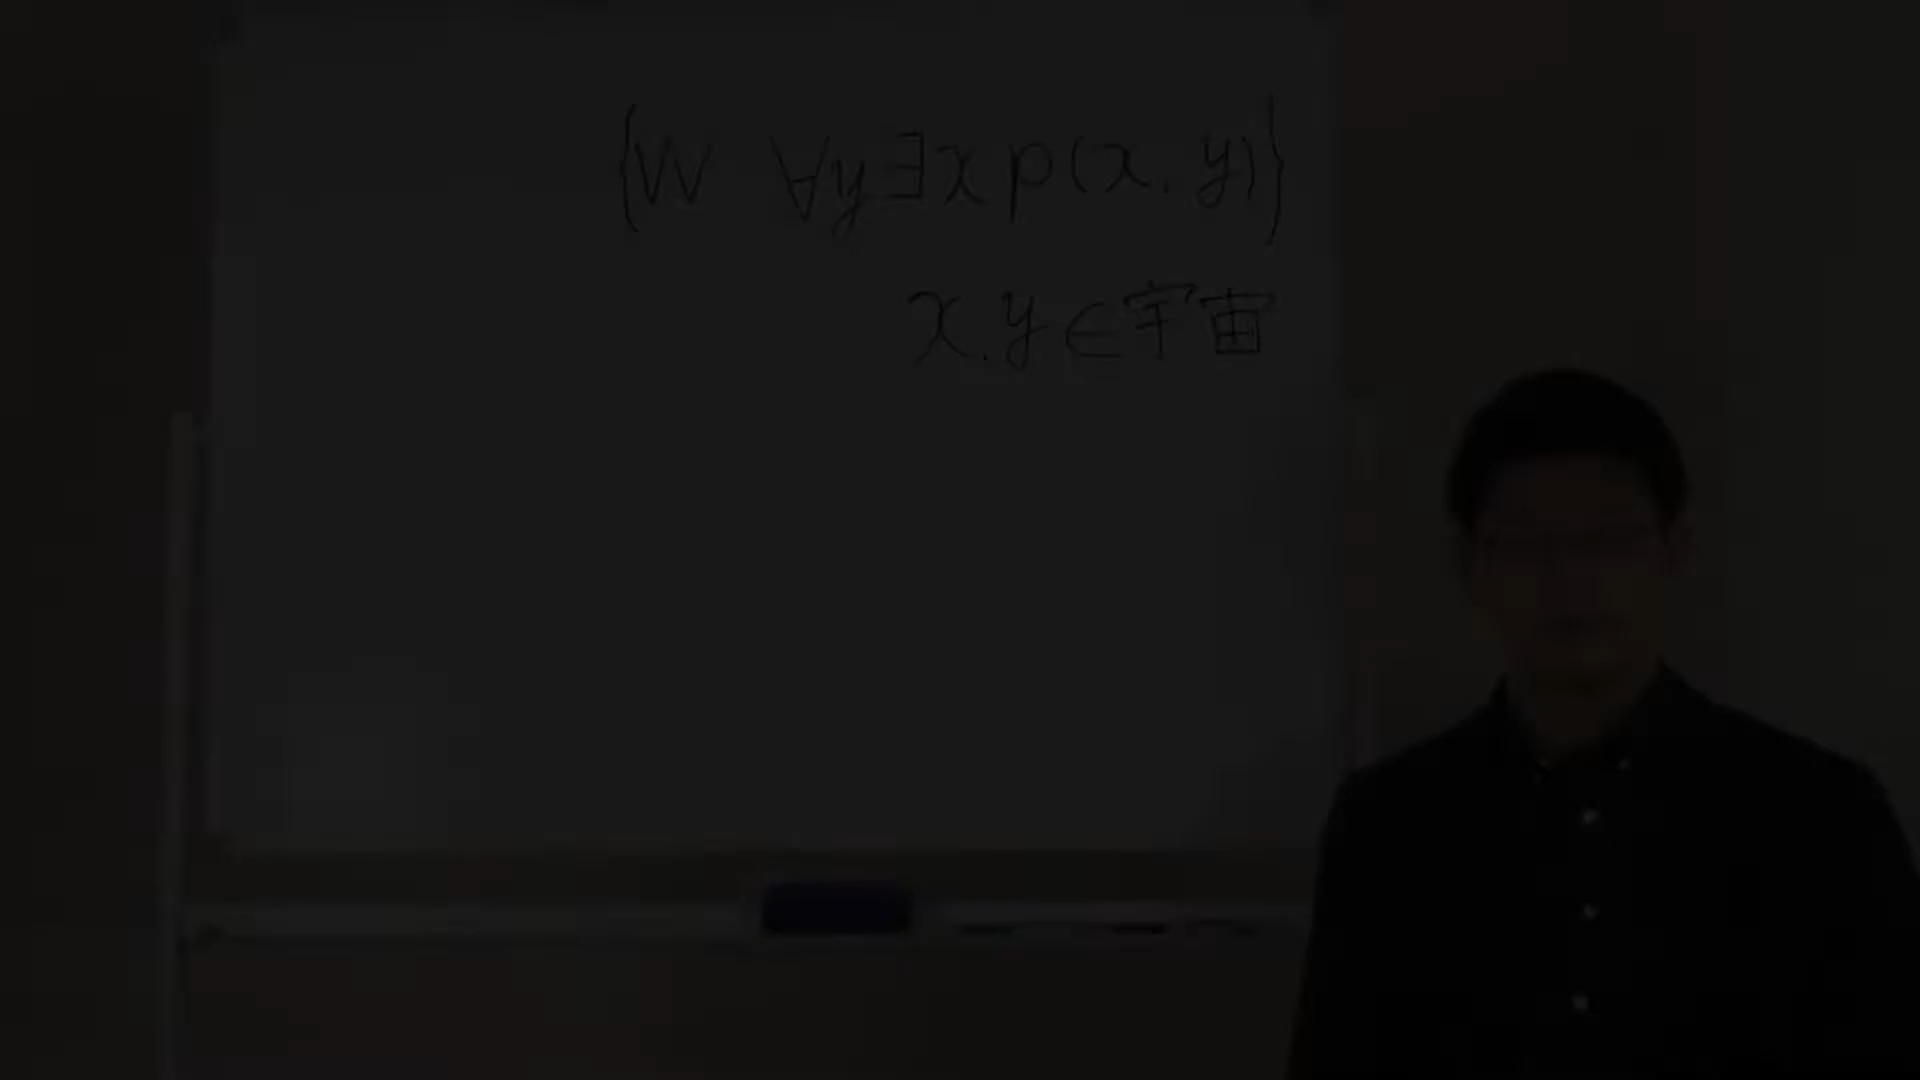 {W ∀y∃x p(x, y)}
x, y ∈ 宇宙